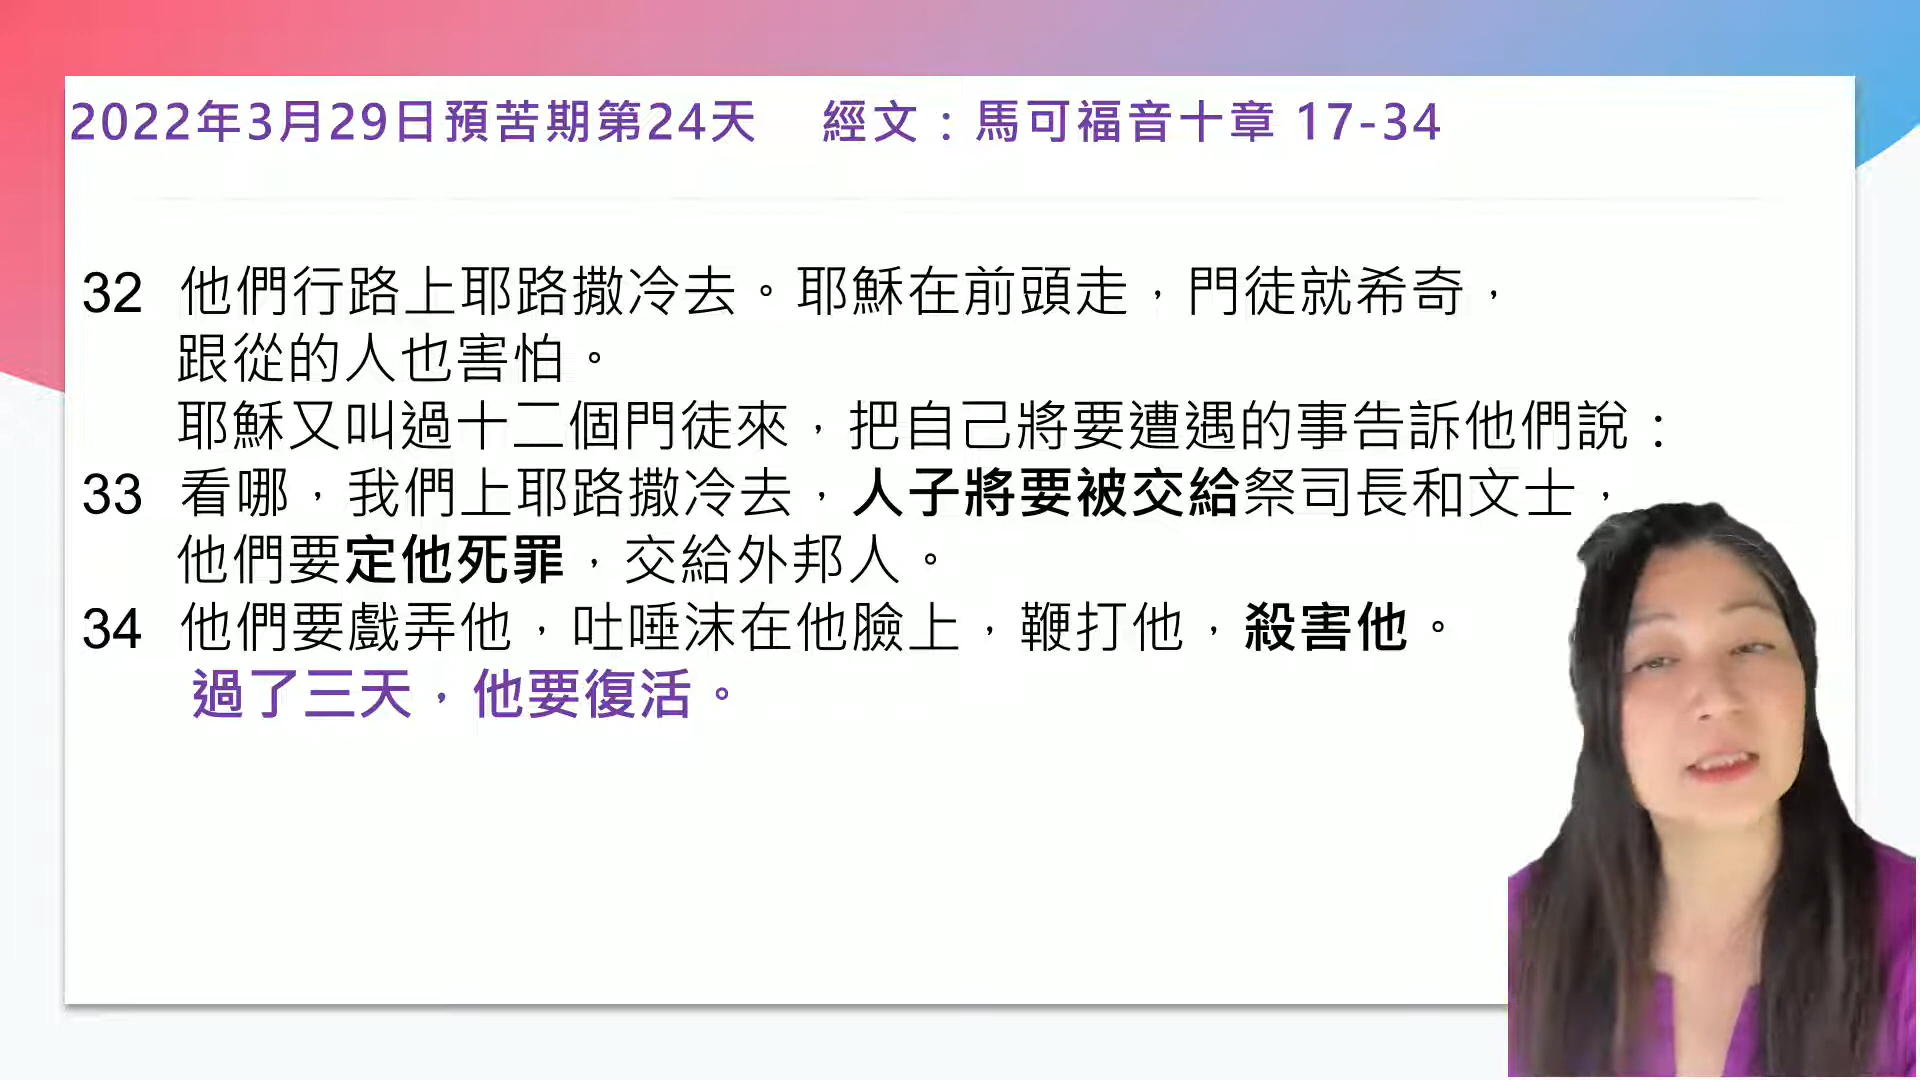 2022年3月29日預苦期第24天 經文：馬可福音十章 17-34
32 他們行路上耶路撒冷去。耶穌在前頭走，門徒就希奇，
跟從的人也害怕。
耶穌又叫過十二個門徒來，把自己將要遭遇的事告訴他們說：
33 看哪，我們上耶路撒冷去，人子將要被交給祭司長和文士，
他們要定他死罪，交給外邦人。
34 他們要戲弄他，吐唾沫在他臉上，鞭打他，殺害他。
過了三天，他要復活。